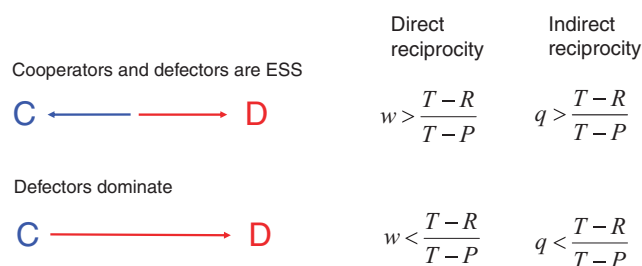 Direct reciprocity
Indirect reciprocity
Cooperators and defectors are ESS
C D w > (T – R)/(T – P) q > (T – R)/(T – P)
Defectors dominate
C D w < (T – R)/(T – P) q < (T – R)/(T – P)